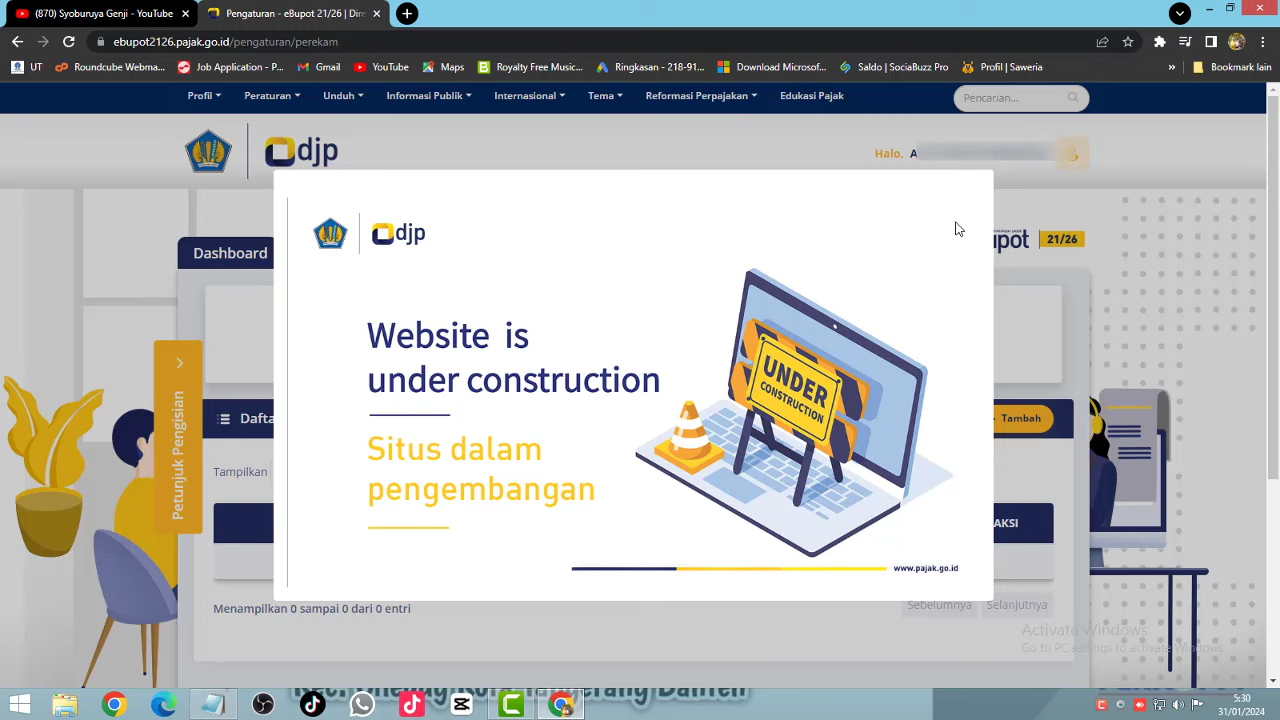 (870) Syoburuya Genji - YouTube
Pengaturan - eBupot 21/26 | Dire
ebupot2126.pajak.go.id/pengaturan/perekam
UT
Roundcube Webma...
Job Application - P...
Gmail
YouTube
Maps
Royalty Free Music...
Ringkasan - 218-91...
Download Microsof...
Saldo | SociaBuzz Pro
Profil | Saweria
»
Bookmark lain
Profil
Peraturan
Unduh
Informasi Publik
Internasional
Tema
Reformasi Perpajakan
Edukasi Pajak
Pencarian...
djp
Halo, A
djp
Dashboard
upot
21/26
Website is
under construction
Situs dalam
pengembangan
UNDER
CONSTRUCTION
www.pajak.go.id
Petunjuk Pengisian
Dafta
Tambah
Tampilkan
AKSI
Menampilkan 0 sampai 0 dari 0 entri
Sebelumnya
Selanjutnya
Activate Windows
Go to PC settings to activate Windows.
5:30
31/01/2024